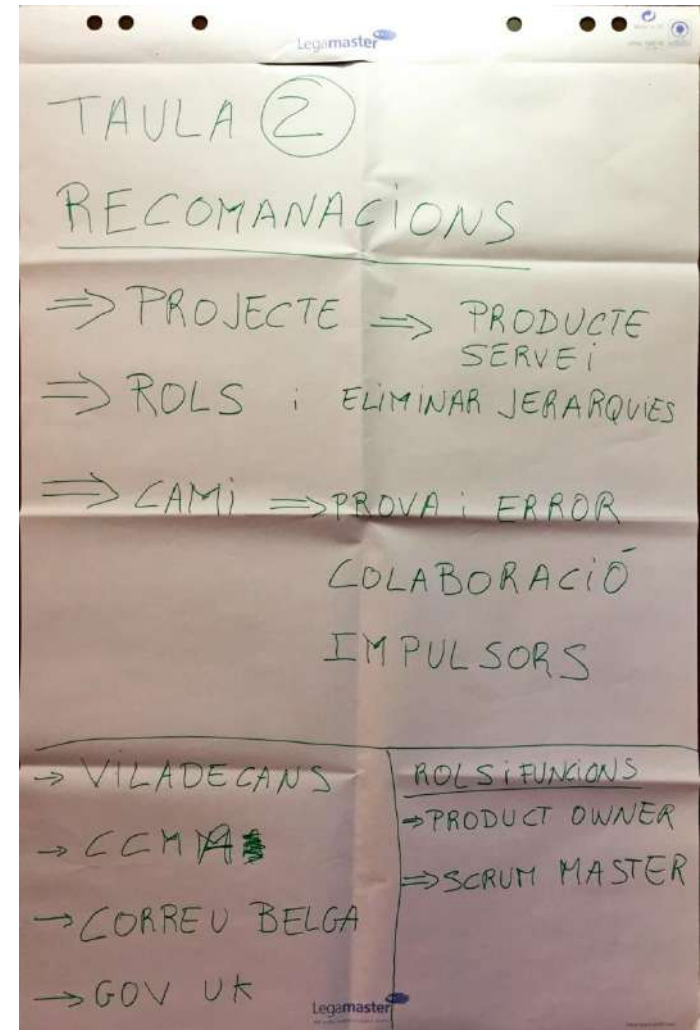 Legamaster
TAULA 2
RECOMANACIONS
⇒ PROJECTE ⇒ PRODUCTE
SERVEI
⇒ ROLS i ELIMINAR JERARQUIES
⇒ CAMI ⇒ PROVA i ERROR
COLABORACIÓ
IMPULSORS
→ VILADECANS
→ CCMA
→ CORREU BELGA
→ GOV UK
ROLS i FUNCIONS
⇒ PRODUCT OWNER
⇒ SCRUM MASTER
Legamaster